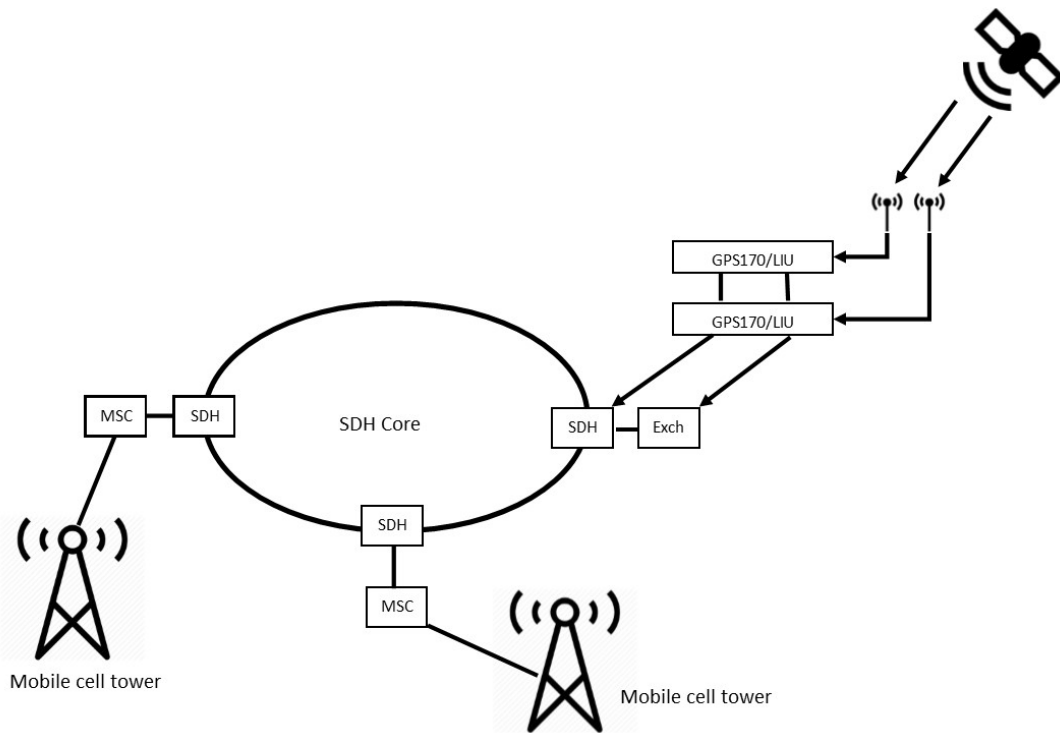 GPS170/LIU
GPS170/LIU
MSC
SDH
SDH Core
SDH
Exch
SDH
MSC
Mobile cell tower
Mobile cell tower